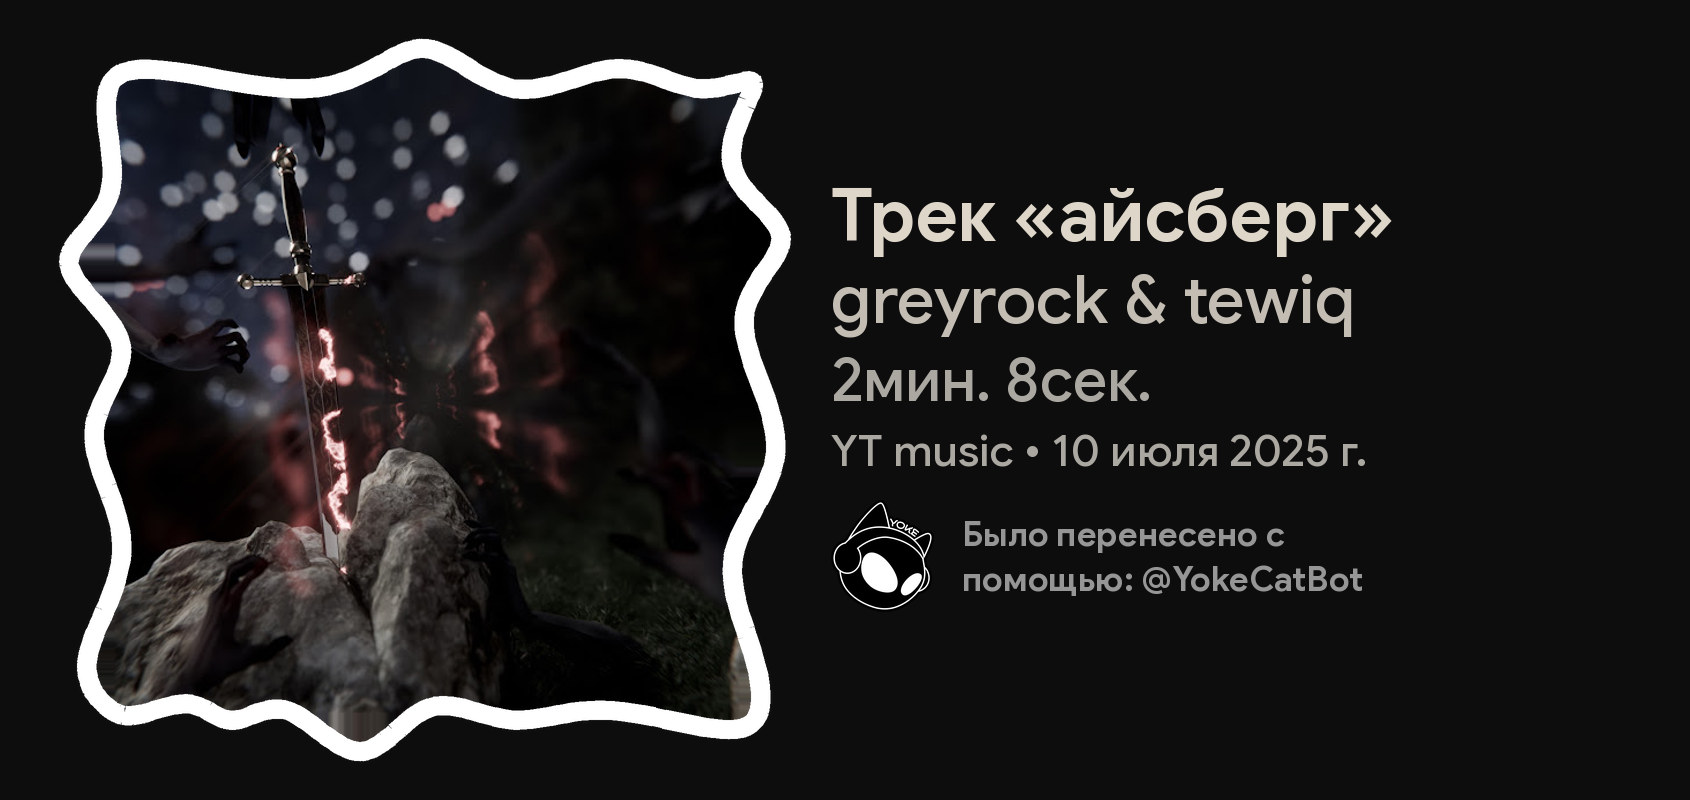 Трек «айсберг»
greyrock & tewiq
2мин. 8сек.
YT music • 10 июля 2025 г.
YOKE
Было перенесено с
помощью: @YokeCatBot